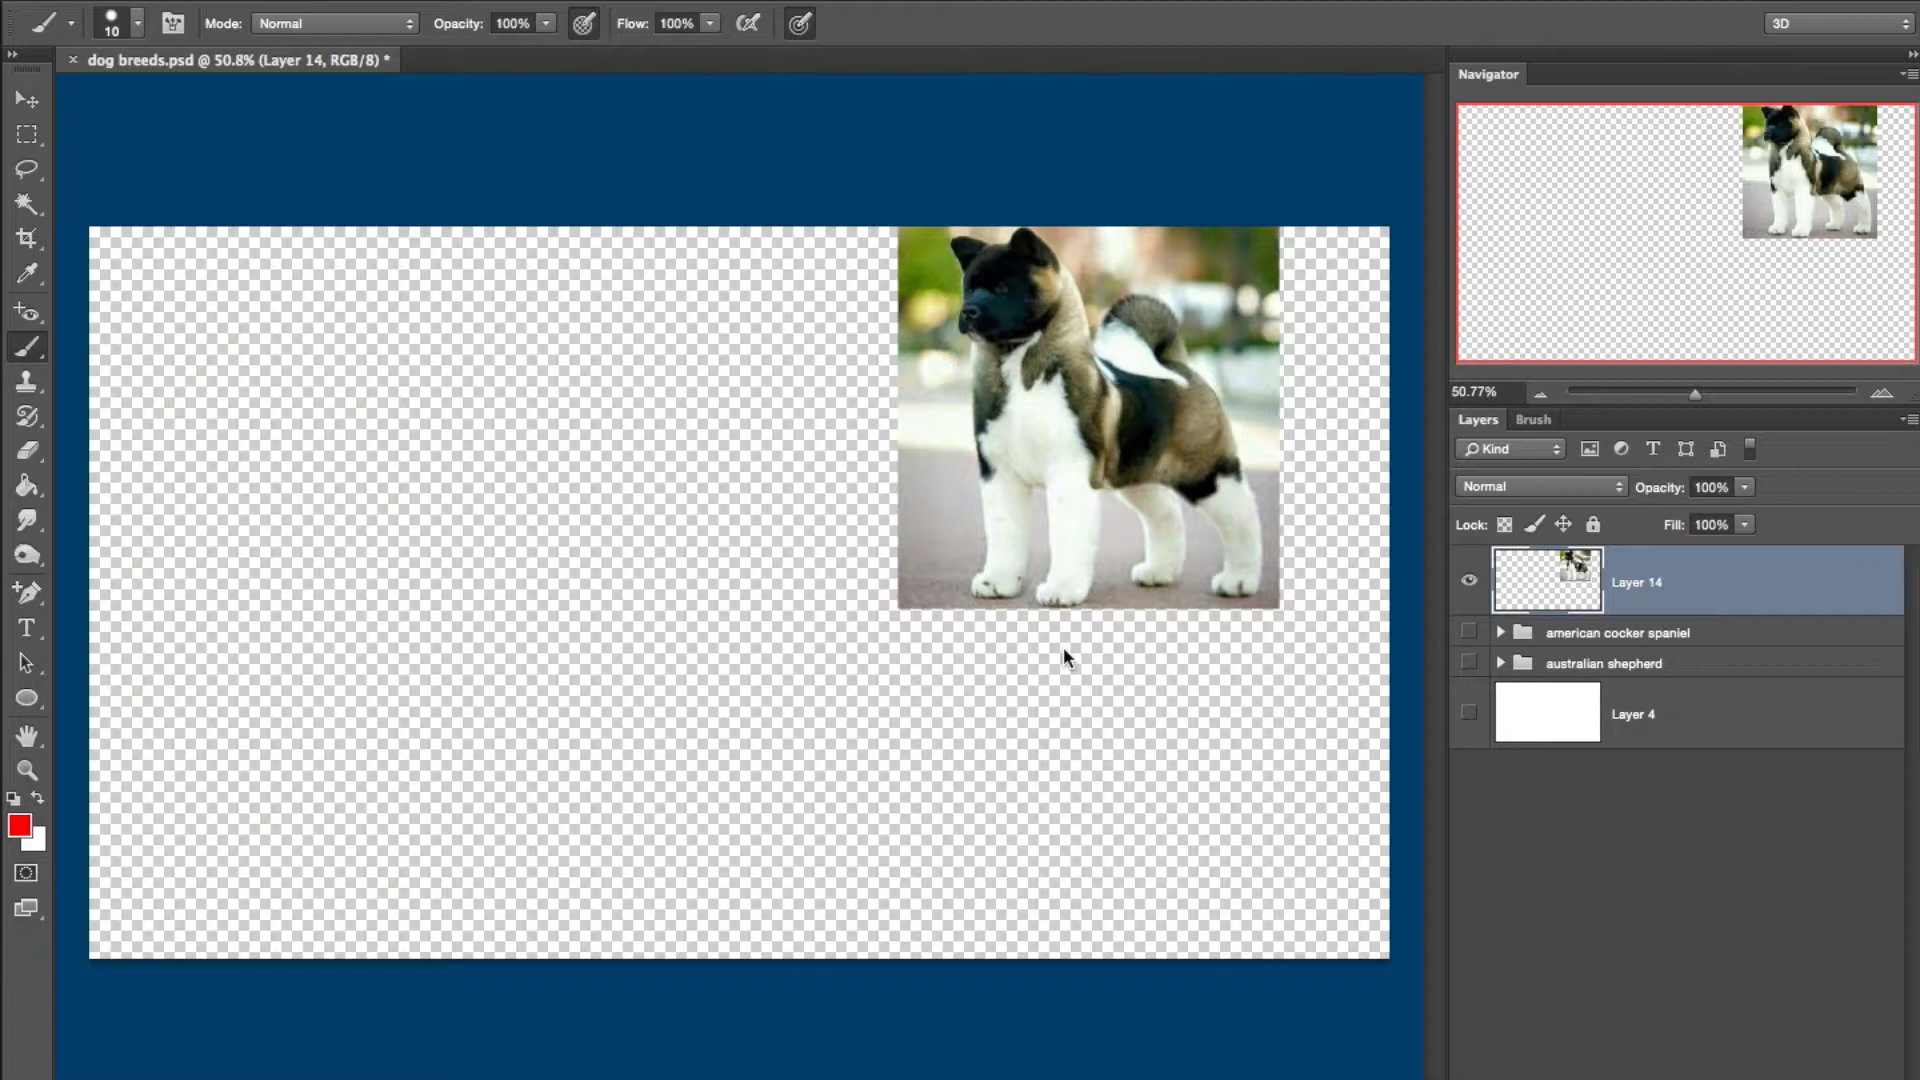 10
Mode: Normal
Opacity: 100%
Flow: 100%
3D
dog breeds.psd @ 50.8% (Layer 14, RGB/8) *
Navigator
50.77%
Layers
Brush
Kind
Normal
Opacity: 100%
Lock:
Fill: 100%
Layer 14
american cocker spaniel
australian shepherd
Layer 4